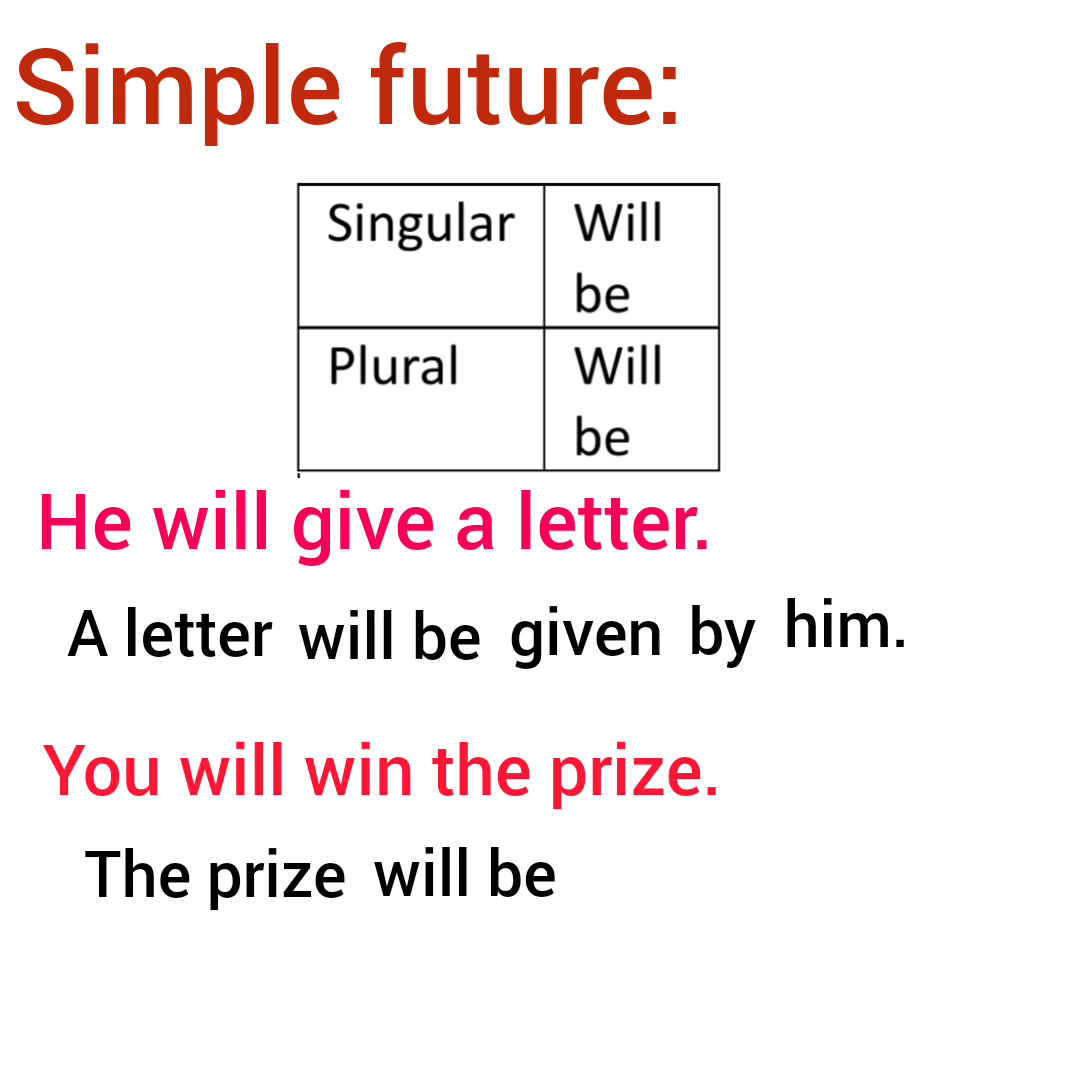 Simple future:
Singular Will
be
Plural Will
be
He will give a letter.
A letter will be given by him.
You will win the prize.
The prize will be